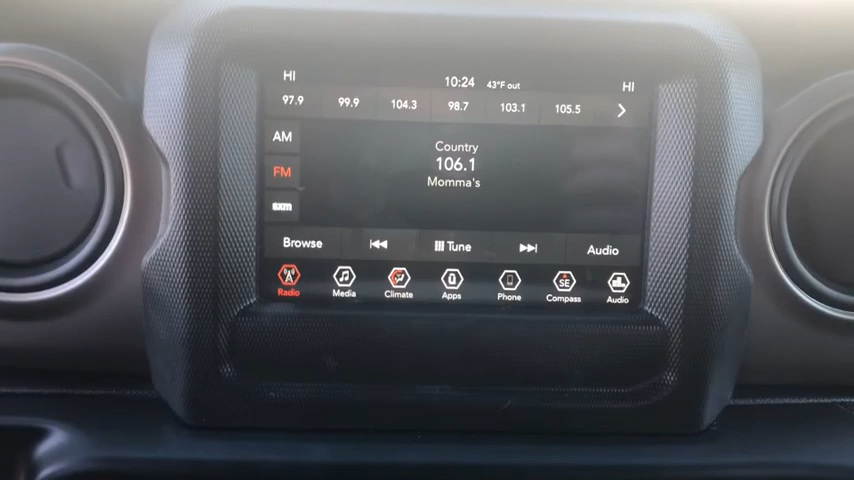 HI 10:24 43°F out HI
97.9 99.9 104.3 98.7 103.1 105.5
AM
Country
FM
106.1
Momma's
sxm
Browse Tune Audio
Radio Media Climate Apps Phone SE Compass Audio